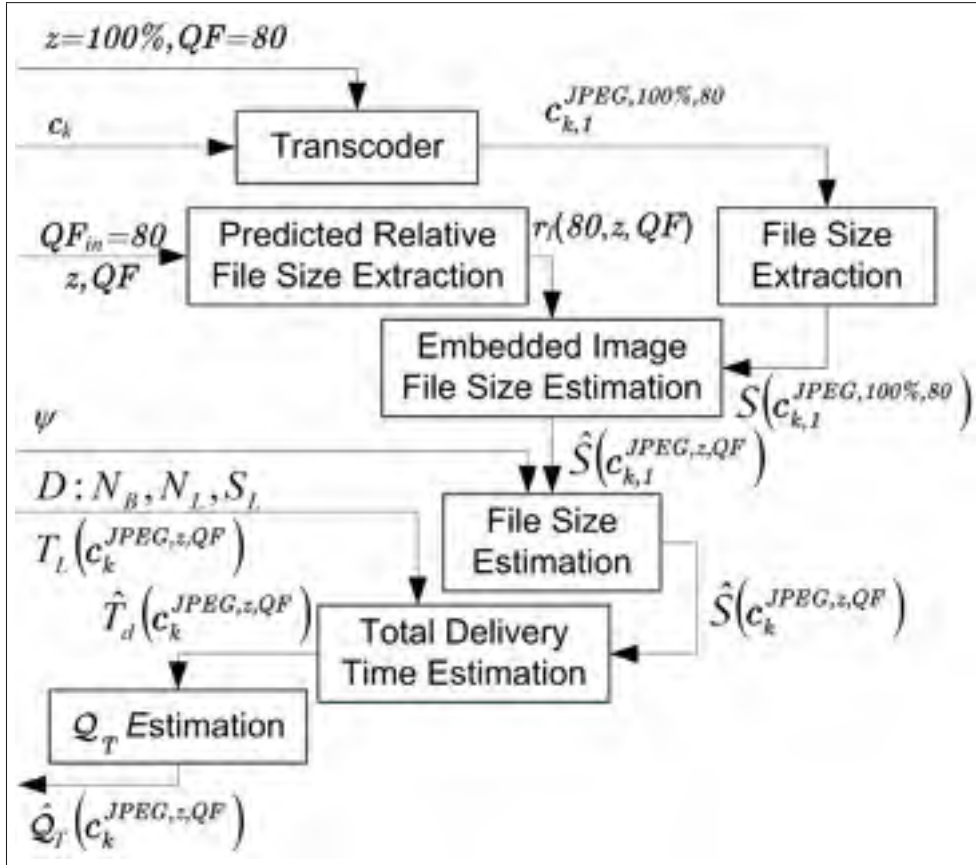 z=100%, QF=80
c_k
Transcoder
c_{k,1}^{JPEG,100%,80}
QF_{in}=80
z,QF
Predicted Relative
File Size Extraction
r_I(80,z,QF)
File Size
Extraction
Embedded Image
File Size Estimation
S(c_{k,1}^{JPEG,100%,80})
ψ
Ŝ(c_{k,1}^{JPEG,z,QF})
D : N_B, N_L, S_L
File Size
Estimation
T_L(c_k^{JPEG,z,QF})
Ŝ(c_k^{JPEG,z,QF})
T̂_d(c_k^{JPEG,z,QF})
Total Delivery
Time Estimation
Q_T Estimation
Q̂_T(c_k^{JPEG,z,QF})